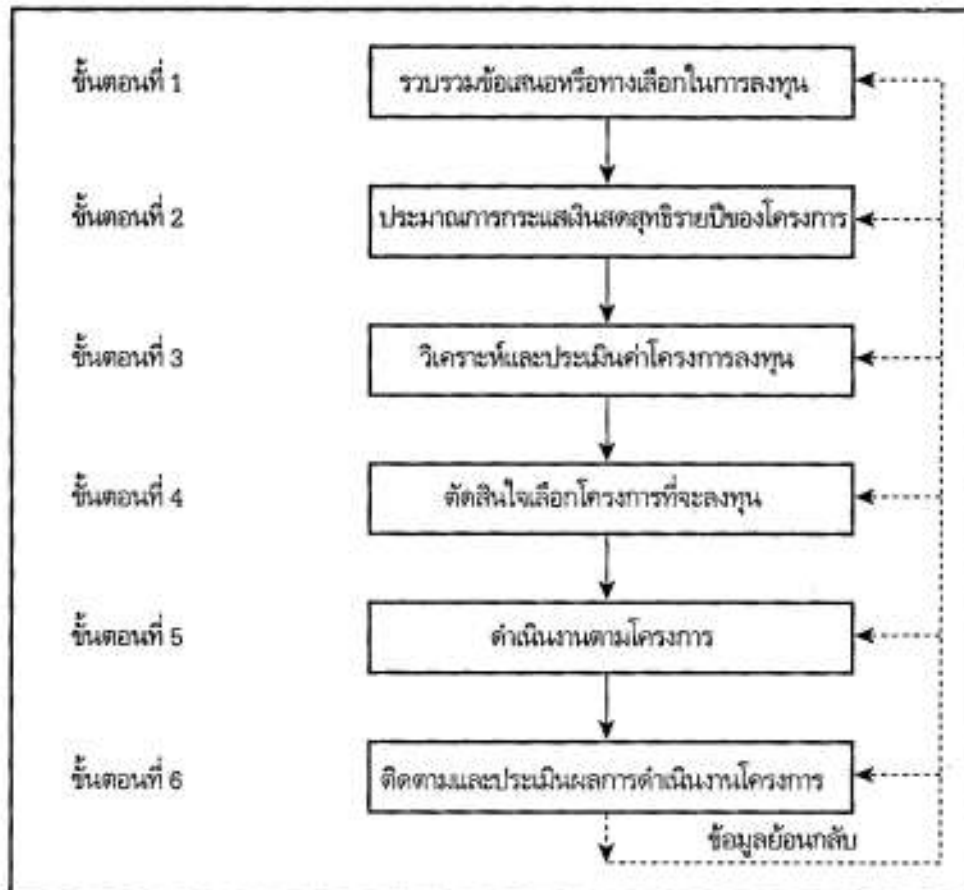 ขั้นตอนที่ 1
รวบรวมข้อเสนอหรือทางเลือกในการลงทุน
ขั้นตอนที่ 2
ประมาณการกระแสเงินสดสุทธิรายปีของโครงการ
ขั้นตอนที่ 3
วิเคราะห์และประเมินค่าโครงการลงทุน
ขั้นตอนที่ 4
ตัดสินใจเลือกโครงการที่จะลงทุน
ขั้นตอนที่ 5
ดำเนินงานตามโครงการ
ขั้นตอนที่ 6
ติดตามและประเมินผลการดำเนินงานโครงการ
ข้อมูลย้อนกลับ